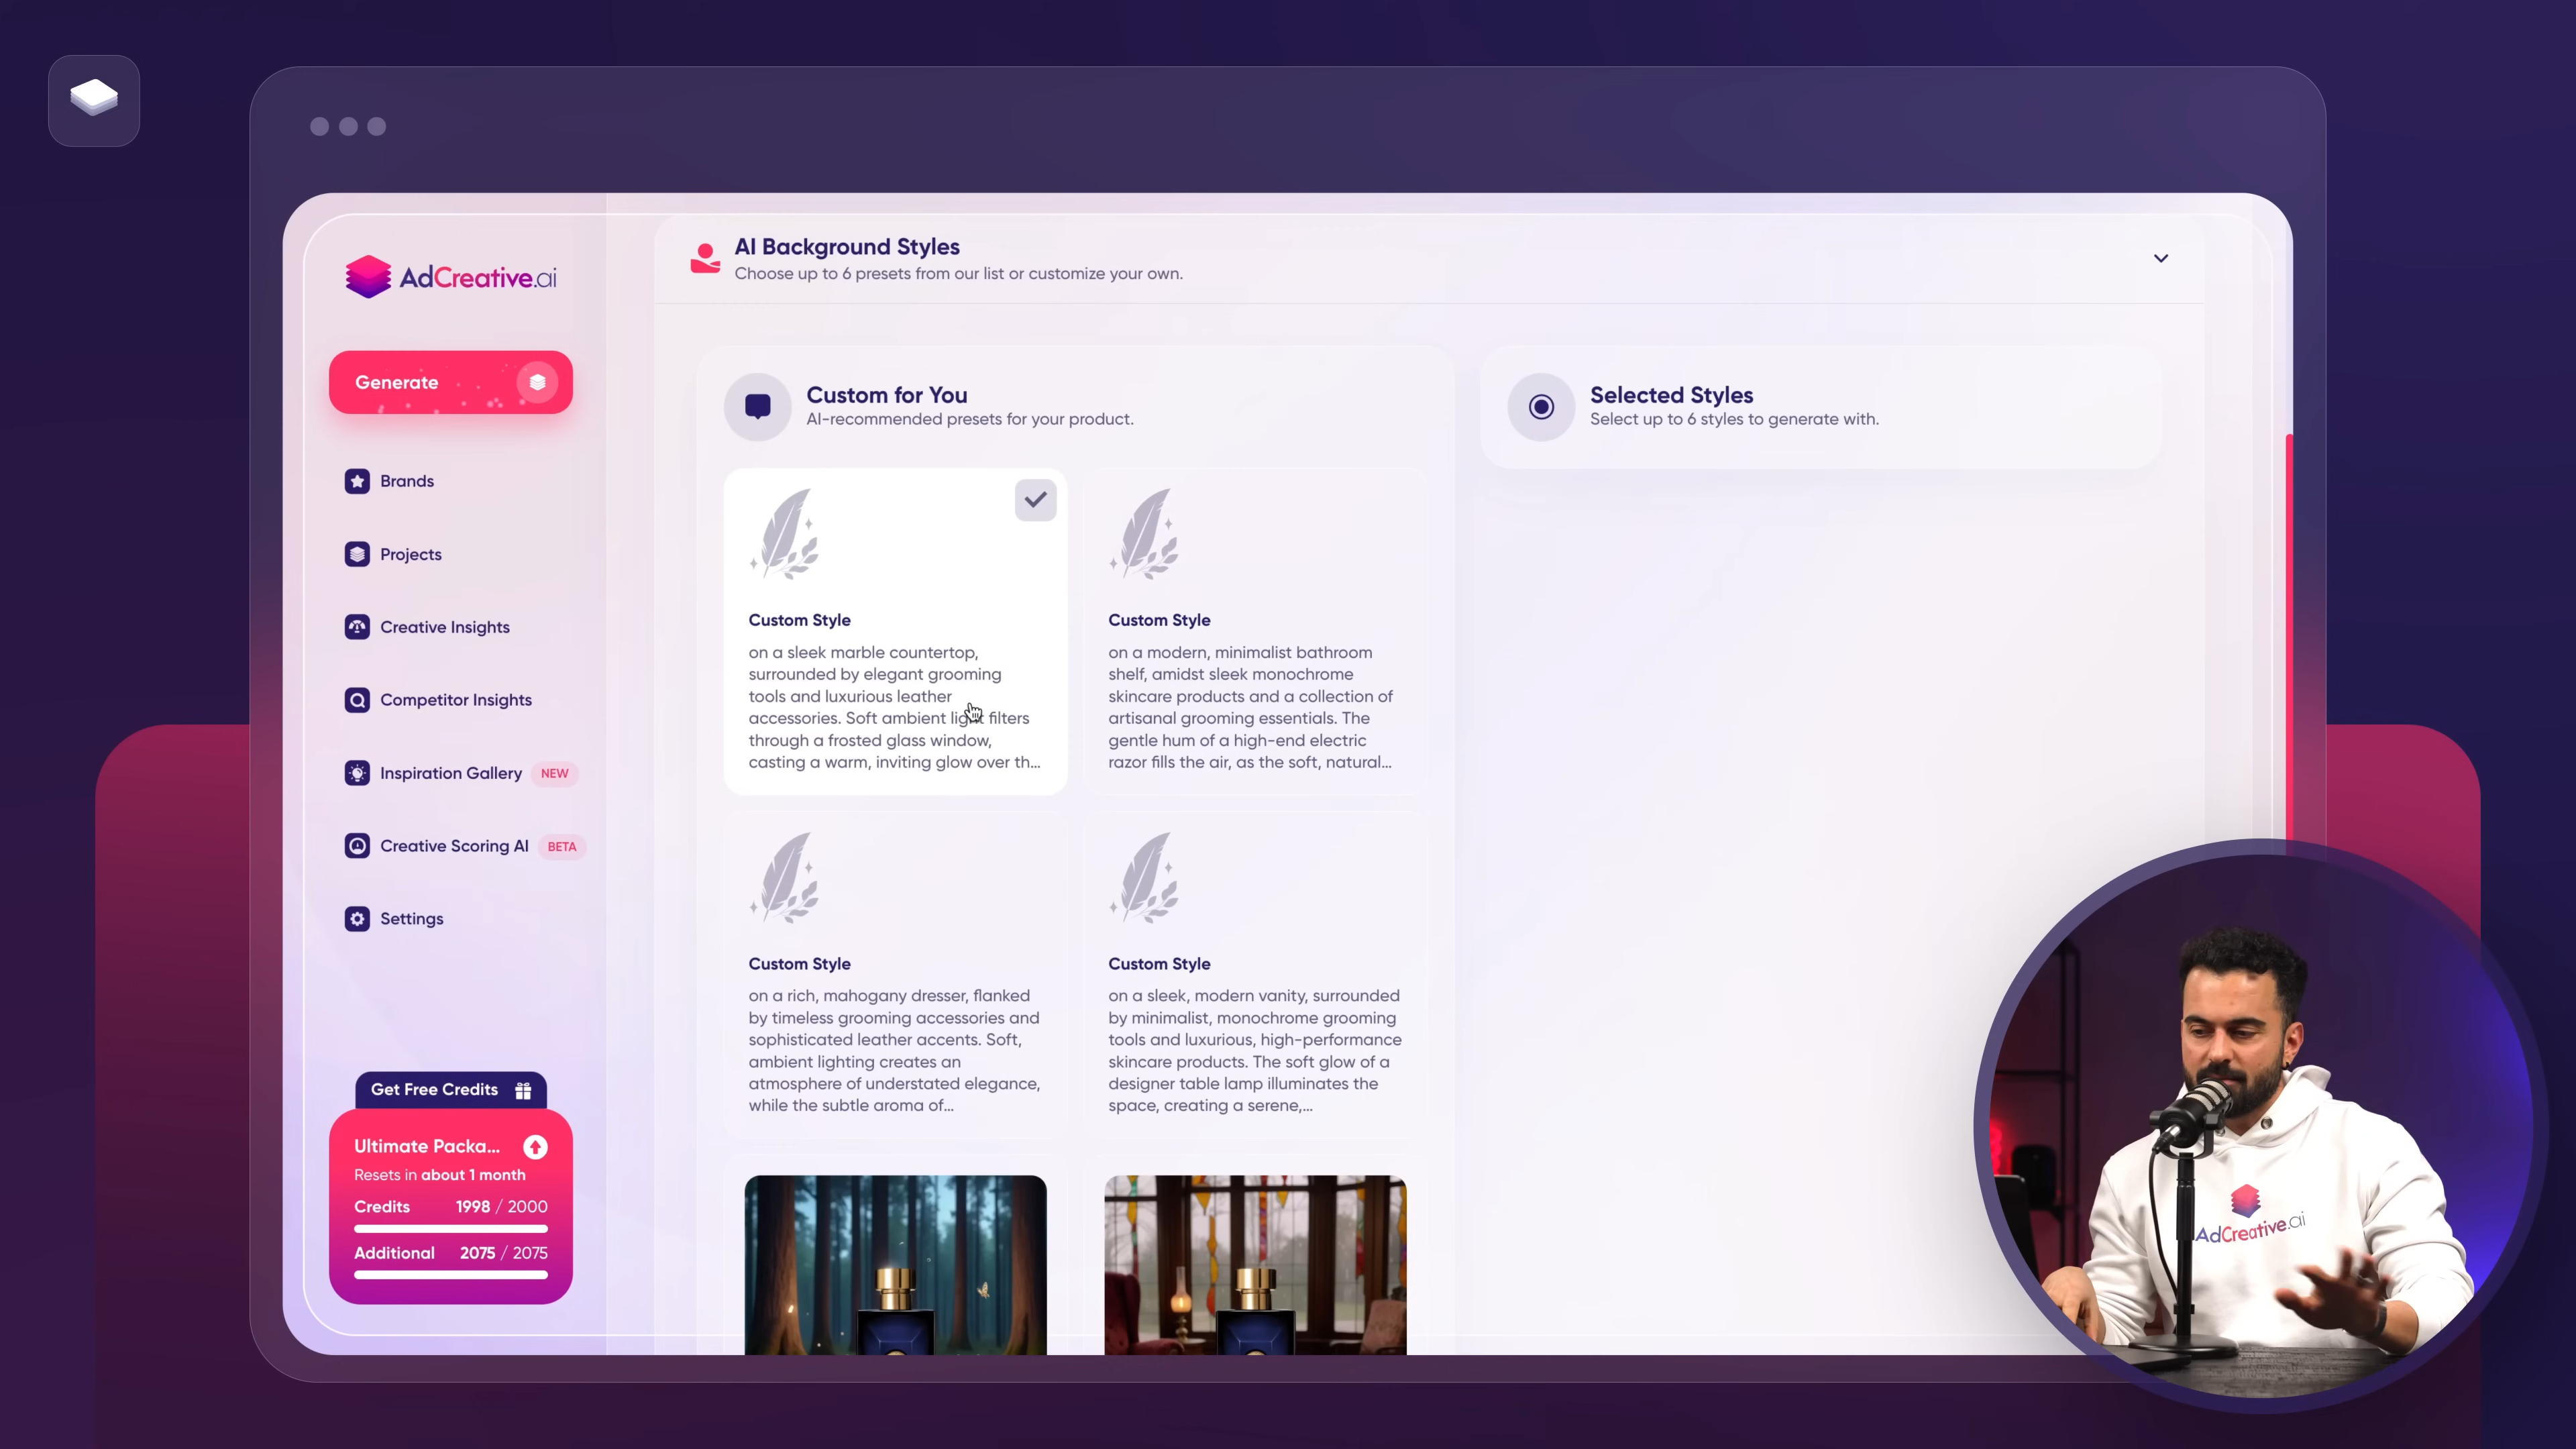 AdCreative.ai
Generate
Brands
Projects
Creative Insights
Competitor Insights
Inspiration Gallery NEW
Creative Scoring AI BETA
Settings
Get Free Credits
Ultimate Packa...
Resets in about 1 month
Credits 1998 / 2000
Additional 2075 / 2075
AI Background Styles
Choose up to 6 presets from our list or customize your own.
Custom for You
AI-recommended presets for your product.
Custom Style
on a sleek marble countertop,
surrounded by elegant grooming
tools and luxurious leather
accessories. Soft ambient light filters
through a frosted glass window,
casting a warm, inviting glow over th...
Custom Style
on a modern, minimalist bathroom
shelf, amidst sleek monochrome
skincare products and a collection of
artisanal grooming essentials. The
gentle hum of a high-end electric
razor fills the air, as the soft, natural...
Custom Style
on a rich, mahogany dresser, flanked
by timeless grooming accessories and
sophisticated leather accents. Soft,
ambient lighting creates an
atmosphere of understated elegance,
while the subtle aroma of...
Custom Style
on a sleek, modern vanity, surrounded
by minimalist, monochrome grooming
tools and luxurious, high-performance
skincare products. The soft glow of a
designer table lamp illuminates the
space, creating a serene,...
Selected Styles
Select up to 6 styles to generate with.
AdCreative.ai